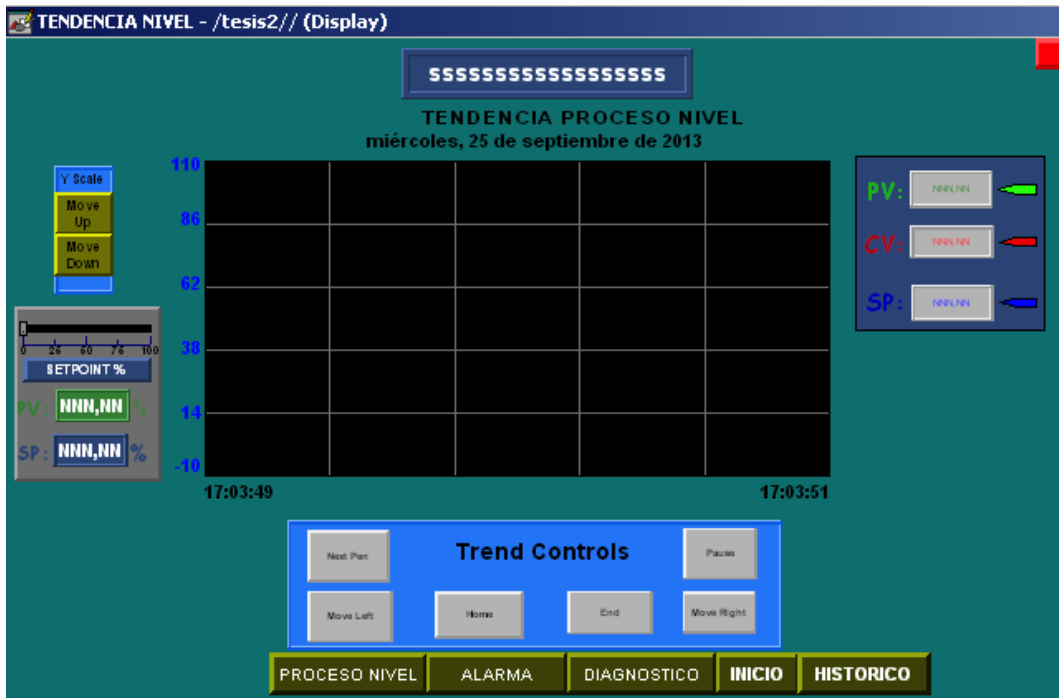 TENDENCIA NIVEL - /tesis2// (Display)
SSSSSSSSSSSSSSSSSS
TENDENCIA PROCESO NIVEL
miércoles, 25 de septiembre de 2013
Y Scale
Move
Up
Move
Down
110
86
62
38
14
-10
17:03:49
17:03:51
PV: NNN,NN
CV: NNN,NN
SP: NNN,NN
0 25 50 75 100
SETPOINT %
PV: NNN,NN %
SP: NNN,NN %
Trend Controls
Next Pen
Pause
Move Left
Home
End
Move Right
PROCESO NIVEL
ALARMA
DIAGNOSTICO
INICIO
HISTORICO